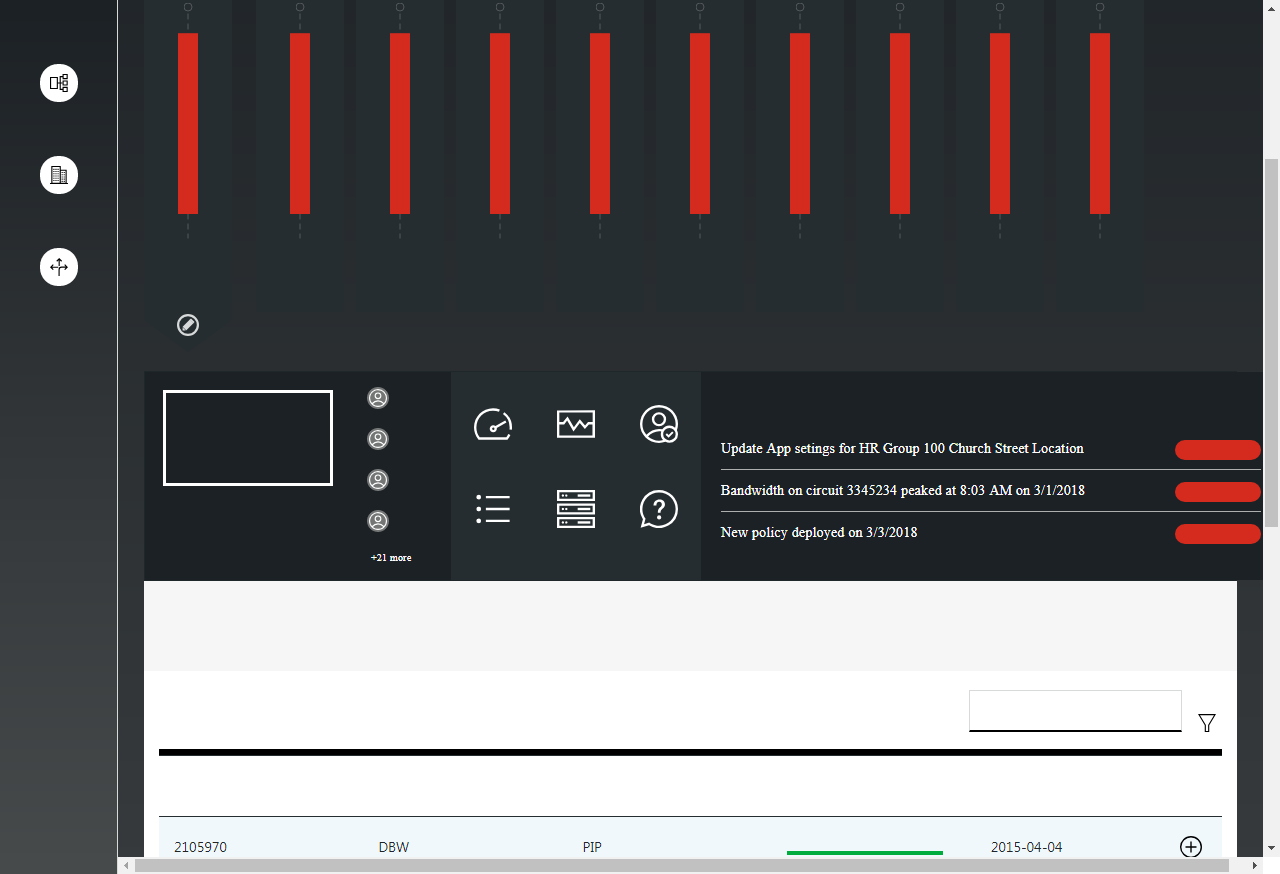 Update App setings for HR Group 100 Church Street Location
Bandwidth on circuit 3345234 peaked at 8:03 AM on 3/1/2018
New policy deployed on 3/3/2018
+21 more
2105970 DBW PIP 2015-04-04